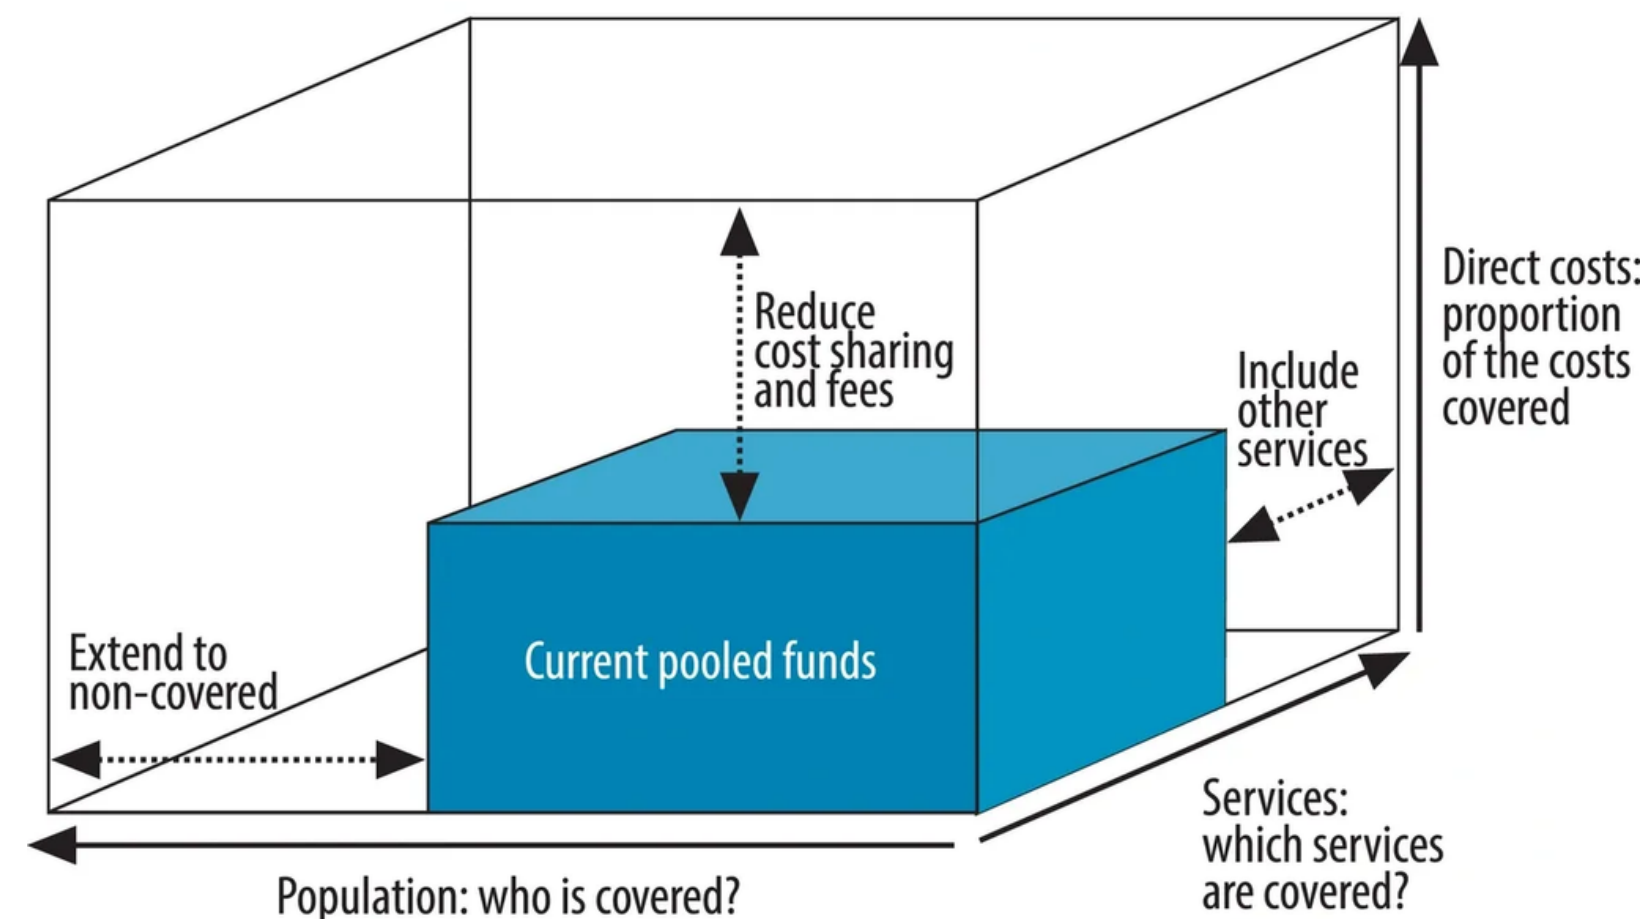 Reduce
cost sharing
and fees
Direct costs:
proportion
of the costs
covered
Include
other
services
Extend to
non-covered
Current pooled funds
Services:
which services
are covered?
Population: who is covered?